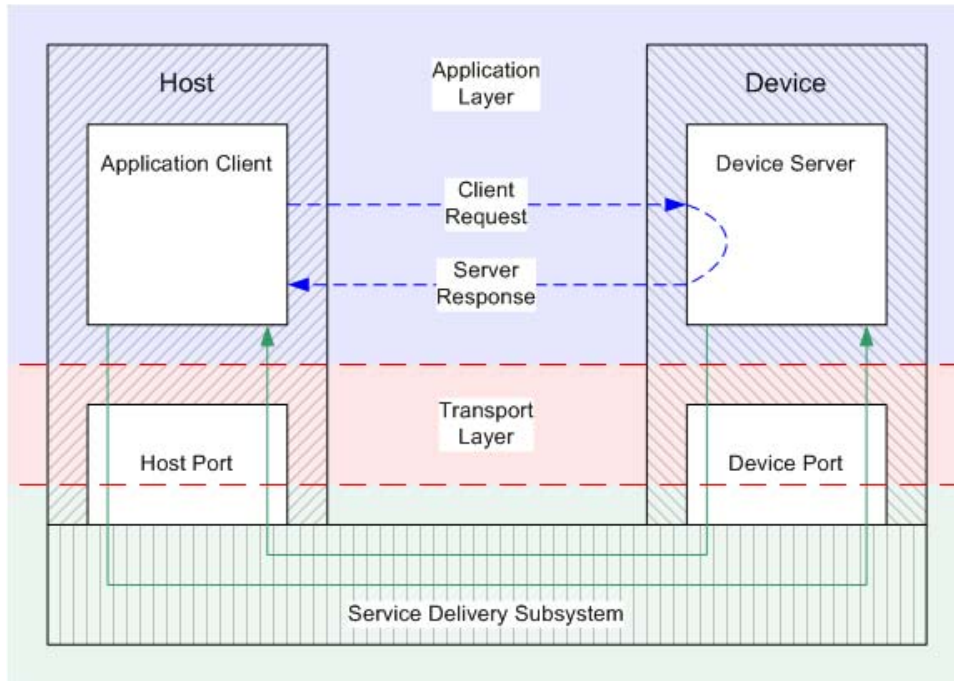 Host
Application
Layer
Device
Application Client
Device Server
Client
Request
Server
Response
Transport
Layer
Host Port
Device Port
Service Delivery Subsystem